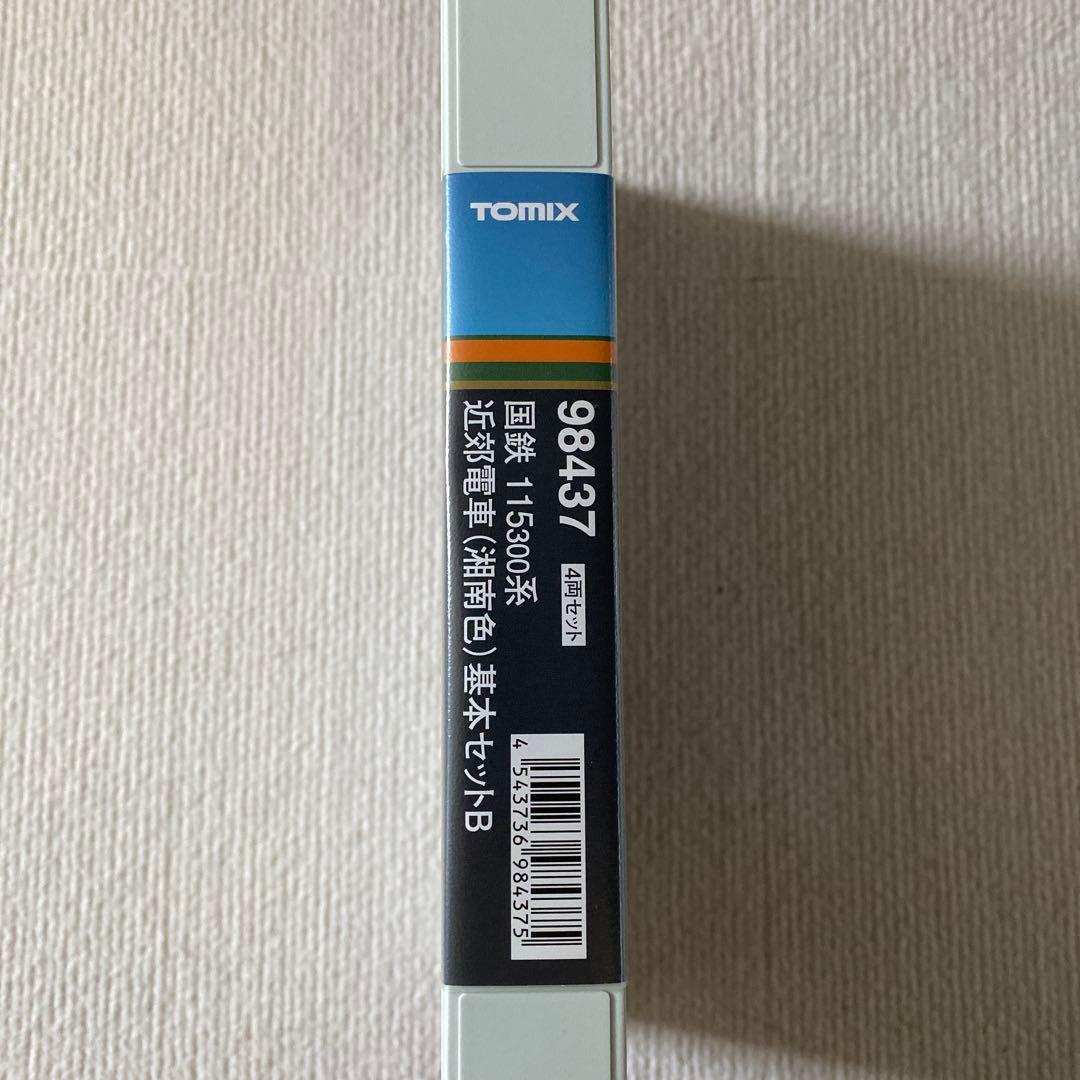 TOMIX
98437 4両セット
国鉄 115300系
近郊電車(湘南色)基本セットB
4 543736 984375